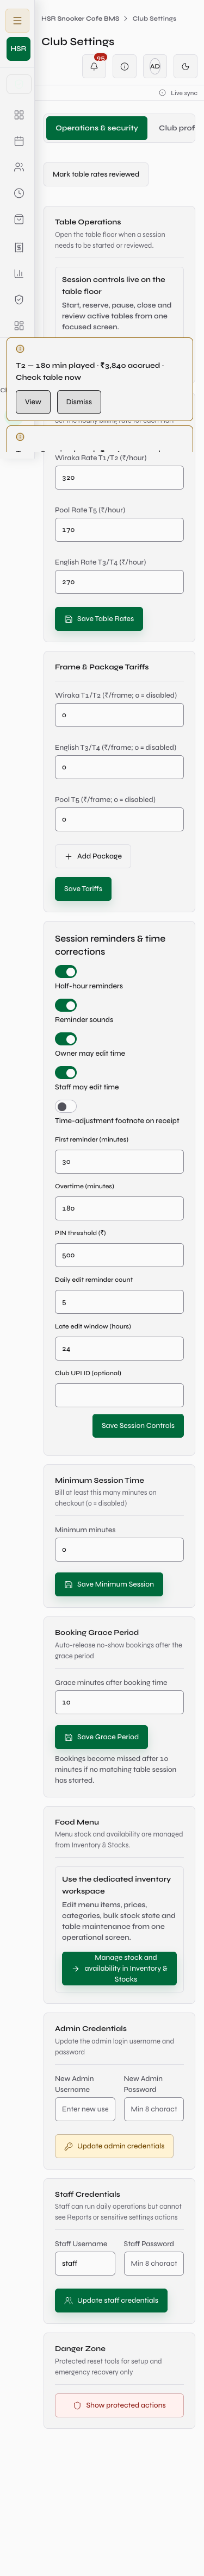 HSR Snooker Cafe BMS > Club Settings
HSR
Club Settings
95
AD
Live sync
Operations & security
Club prof
Mark table rates reviewed
Table Operations
Open the table floor when a session
needs to be started or reviewed.
Session controls live on the
table floor
Start, reserve, pause, close and
review active tables from one
focused screen.
T2 — 180 min played · ₹3,840 accrued ·
Check table now
View
Dismiss
Wiraka Rate T1/T2 (₹/hour)
320
Pool Rate T5 (₹/hour)
170
English Rate T3/T4 (₹/hour)
270
Save Table Rates
Frame & Package Tariffs
Wiraka T1/T2 (₹/frame; 0 = disabled)
0
English T3/T4 (₹/frame; 0 = disabled)
0
Pool T5 (₹/frame; 0 = disabled)
0
Add Package
Save Tariffs
Session reminders & time
corrections
Half-hour reminders
Reminder sounds
Owner may edit time
Staff may edit time
Time-adjustment footnote on receipt
First reminder (minutes)
30
Overtime (minutes)
180
PIN threshold (₹)
500
Daily edit reminder count
5
Late edit window (hours)
24
Club UPI ID (optional)
Save Session Controls
Minimum Session Time
Bill at least this many minutes on
checkout (0 = disabled)
Minimum minutes
0
Save Minimum Session
Booking Grace Period
Auto-release no-show bookings after the
grace period
Grace minutes after booking time
10
Save Grace Period
Bookings become missed after 10
minutes if no matching table session
has started.
Food Menu
Menu stock and availability are managed
from Inventory & Stocks.
Use the dedicated inventory
workspace
Edit menu items, prices,
categories, bulk stock state and
table maintenance from one
operational screen.
Manage stock and
availability in Inventory &
Stocks
Admin Credentials
Update the admin login username and
password
New Admin
Username
New Admin
Password
Enter new use
Min 8 charact
Update admin credentials
Staff Credentials
Staff can run daily operations but cannot
see Reports or sensitive settings actions
Staff Username
Staff Password
staff
Min 8 charact
Update staff credentials
Danger Zone
Protected reset tools for setup and
emergency recovery only
Show protected actions